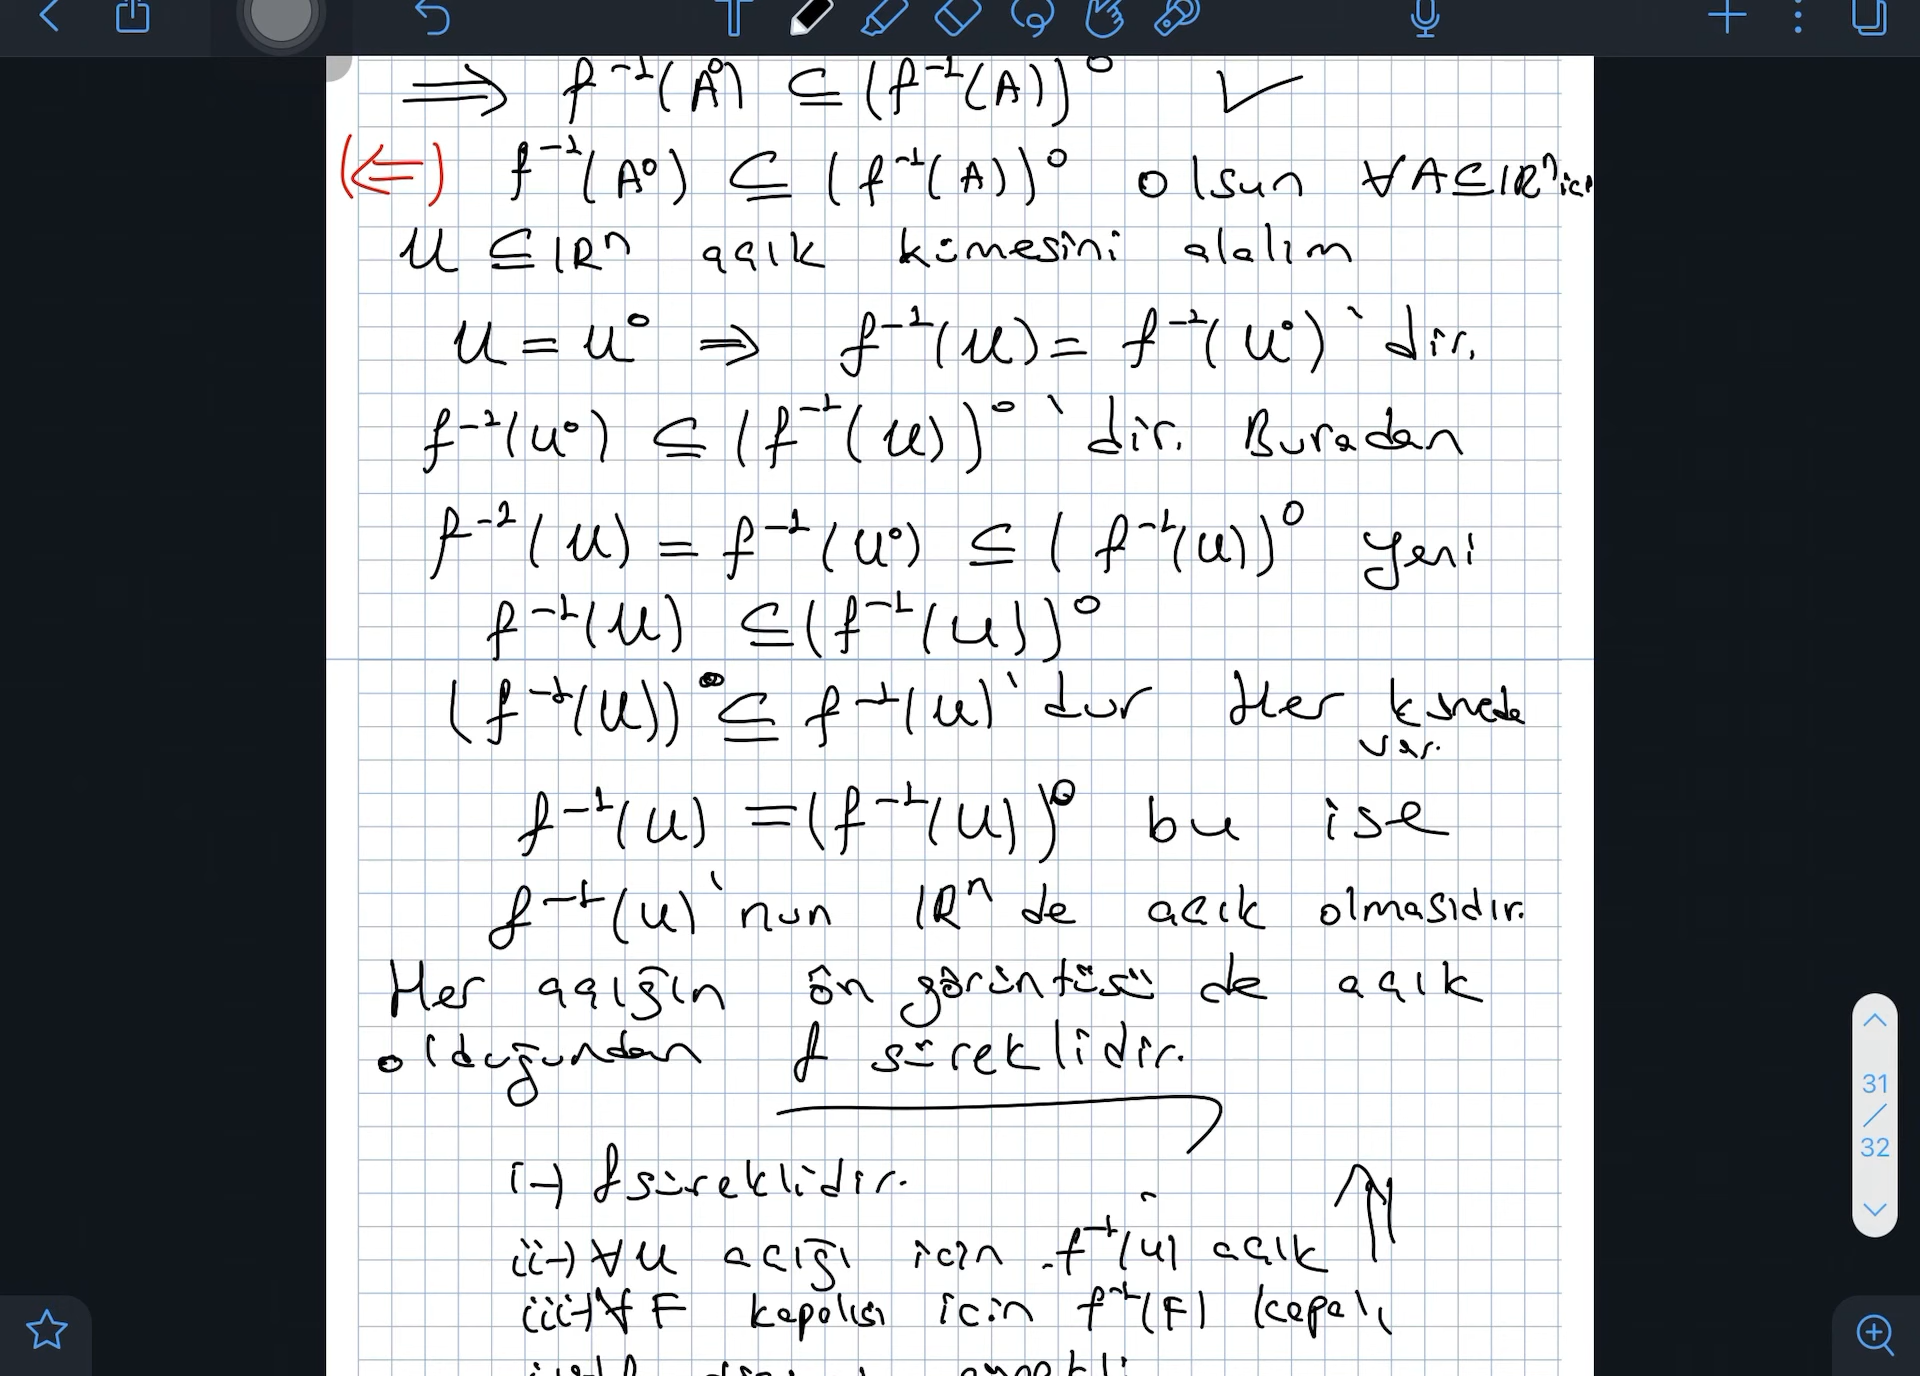 ⟹ f⁻¹(A°) ⊆ (f⁻¹(A))° ✓
(⇐) f⁻¹(A°) ⊆ (f⁻¹(A))° olsun ∀A⊆ℝⁿ için
U ⊆ ℝⁿ açık kümesini alalım
U = U° ⇒ f⁻¹(U) = f⁻¹(U°)'dir.
f⁻¹(U°) ⊆ (f⁻¹(U))°'dir. Buradan
f⁻¹(U) = f⁻¹(U°) ⊆ (f⁻¹(U))° yani
f⁻¹(U) ⊆ (f⁻¹(U))°
(f⁻¹(U))° ⊆ f⁻¹(U)'dur Her kümede
var.
f⁻¹(U) = (f⁻¹(U))° bu ise
f⁻¹(U)'nun ℝⁿ de açık olmasıdır.
Her açığın ön görüntüsü de açık
olduğundan f süreklidir.
i-) f süreklidir.
ii-) ∀U açığı için f⁻¹(U) açık ⇑
iii-) ∀F kapalısı için f⁻¹(F) kapalı
31
/
32